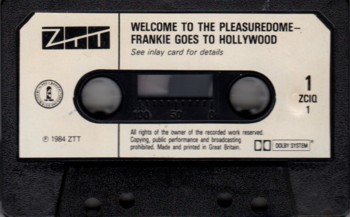 ZTT
WELCOME TO THE PLEASUREDOME—
FRANKIE GOES TO HOLLYWOOD
See inlay card for details
1
ZCIQ
1
℗ 1984 ZTT
All rights of the owner of the recorded work reserved.
Copying, public performance and broadcasting
prohibited. Made and printed in Great Britain.
DOLBY SYSTEM